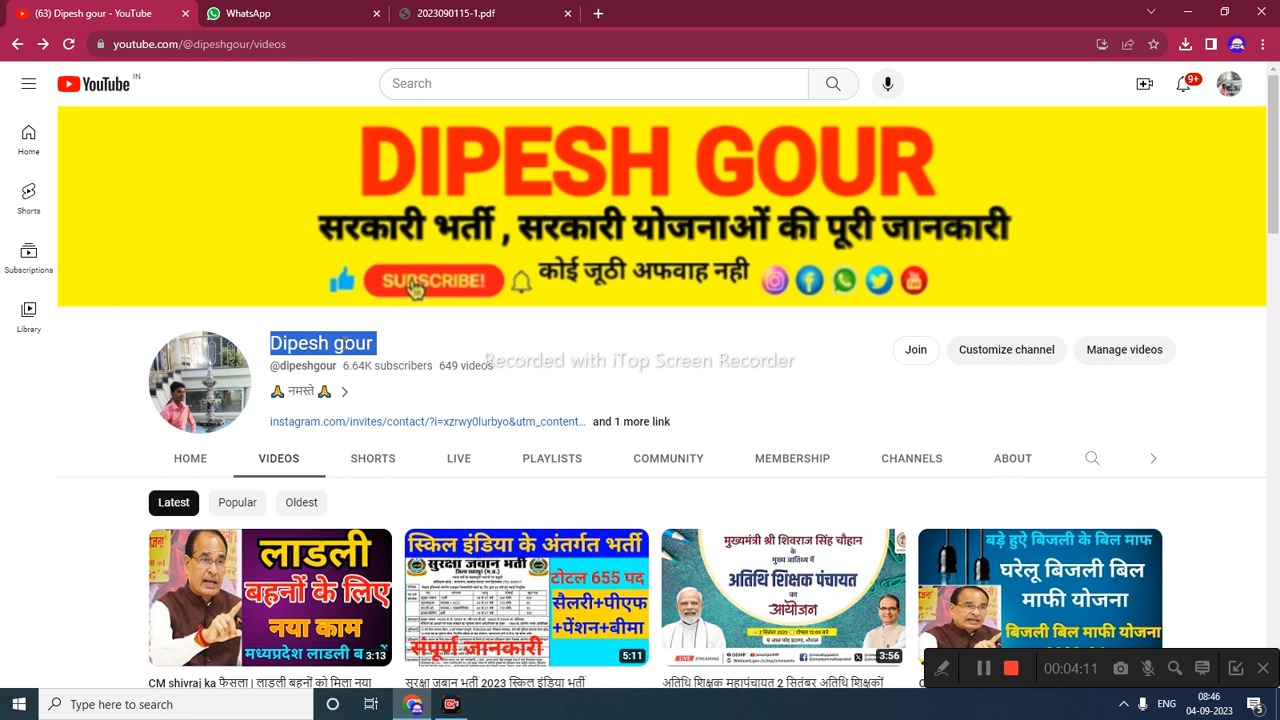 (63) Dipesh gour - YouTube
WhatsApp
2023090115-1.pdf
youtube.com/@dipeshgour/videos
YouTube IN
Search
9+
Home
Shorts
Subscriptions
Library
DIPESH GOUR
सरकारी भर्ती , सरकारी योजनाओं की पूरी जानकारी
SUBSCRIBE!
कोई जूठी अफवाह नही
Dipesh gour
@dipeshgour 6.64K subscribers 649 videos
Recorded with iTop Screen Recorder
🙏 नमस्ते 🙏
instagram.com/invites/contact/?i=xzrwy0lurbyo&utm_content... and 1 more link
Join
Customize channel
Manage videos
HOME
VIDEOS
SHORTS
LIVE
PLAYLISTS
COMMUNITY
MEMBERSHIP
CHANNELS
ABOUT
Latest
Popular
Oldest
लाडली
बहनों के लिए
नया काम
मध्यप्रदेश लाडली
3:13
स्किल इंडिया के अंतर्गत भर्ती
सुरक्षा जवान भर्ती
टोटल 655 पद
सैलरी+पीएफ
+पेंशन+बीमा
संपूर्ण जानकारी
5:11
मुख्यमंत्री श्री शिवराज सिंह चौहान
के
मुख्य आतिथ्य में
अतिथि शिक्षक पंचायत
का
आयोजन
3:56
बड़े हुऐ बिजली के बिल माफ
घरेलू बिजली बिल
माफी योजना
बिजली बिल माफी योजना
CM shivraj का फैसला | लाडली बहनों को मिला नया
सुरक्षा जबान भर्ती 2023 स्किल इंडिया भर्ती
अतिथि शिक्षक महापंचायत 2 सितंबर अतिथि शिक्षकों
00:04:11
Type here to search
ENG
08:46
04-09-2023
5